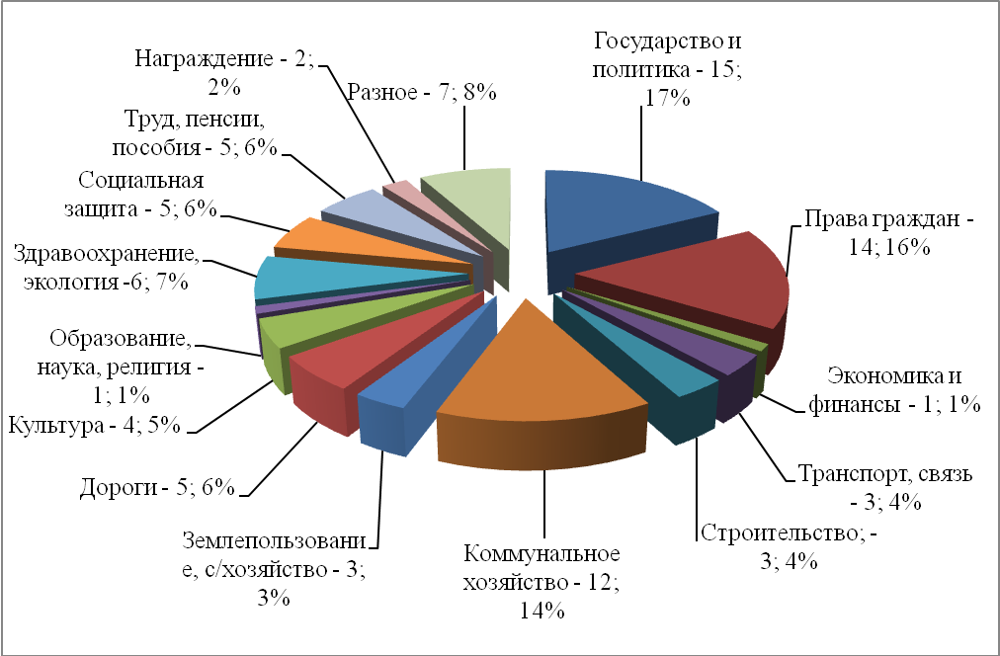 Государство и
политика - 15;
17%
Права граждан -
14; 16%
Экономика и
финансы - 1; 1%
Транспорт, связь
- 3; 4%
Строительство; -
3; 4%
Коммунальное
хозяйство - 12;
14%
Землепользовани
е, с/хозяйство - 3;
3%
Дороги - 5; 6%
Культура - 4; 5%
Образование,
наука, религия -
1; 1%
Здравоохранение,
экология -6; 7%
Социальная
защита - 5; 6%
Труд, пенсии,
пособия - 5; 6%
Награждение - 2;
2%
Разное - 7; 8%